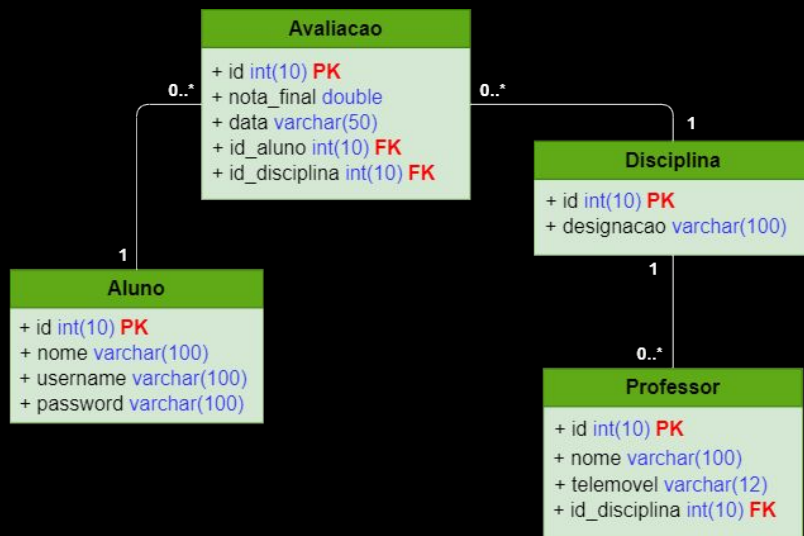 Avaliacao
+ id int(10) PK
+ nota_final double
+ data varchar(50)
+ id_aluno int(10) FK
+ id_disciplina int(10) FK
0..*
0..*
1
Disciplina
+ id int(10) PK
+ designacao varchar(100)
1
1
Aluno
+ id int(10) PK
+ nome varchar(100)
+ username varchar(100)
+ password varchar(100)
0..*
Professor
+ id int(10) PK
+ nome varchar(100)
+ telemovel varchar(12)
+ id_disciplina int(10) FK